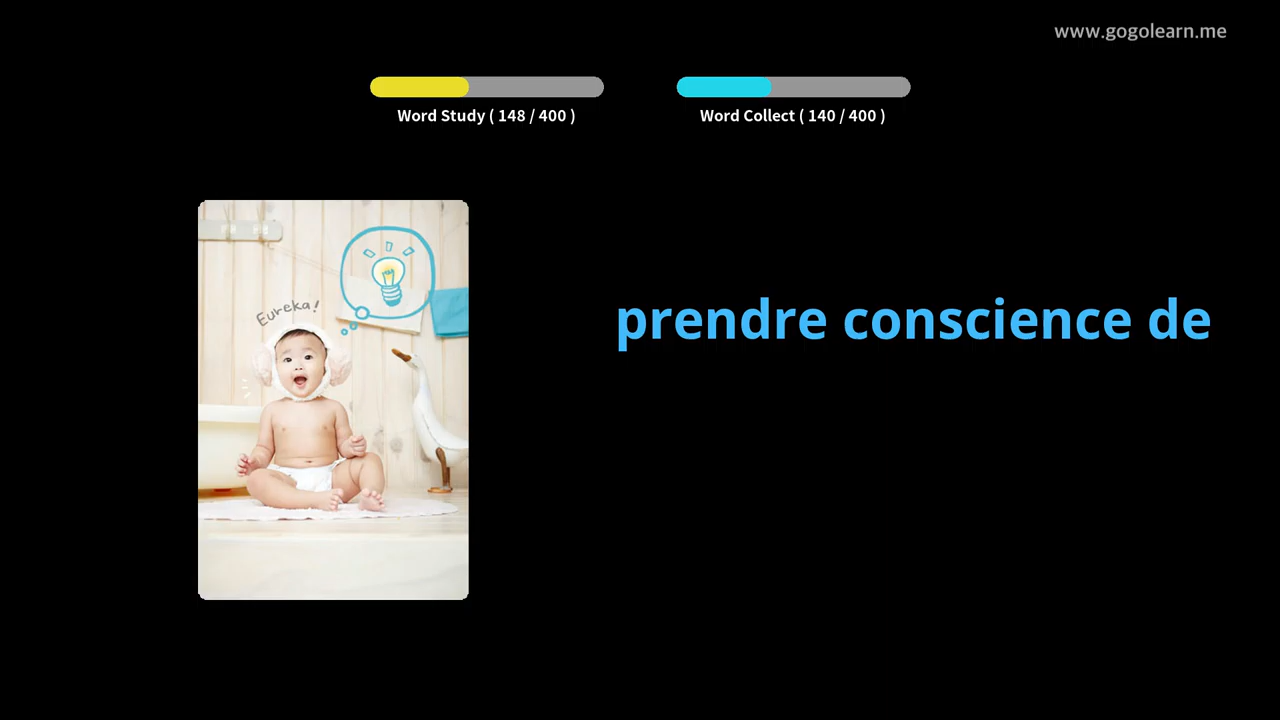 www.gogolearn.me
Word Study ( 148 / 400 )
Word Collect ( 140 / 400 )
Eureka!
prendre conscience de